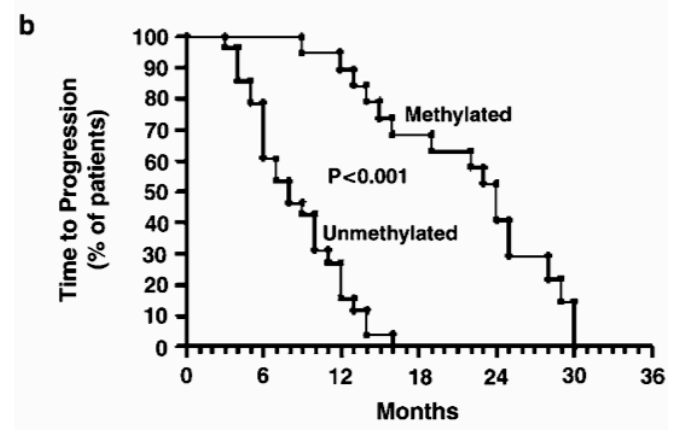 b
100
90
80
70
60
50
40
30
20
10
0
Time to Progression
(% of patients)
Methylated
P<0.001
Unmethylated
0 6 12 18 24 30 36
Months